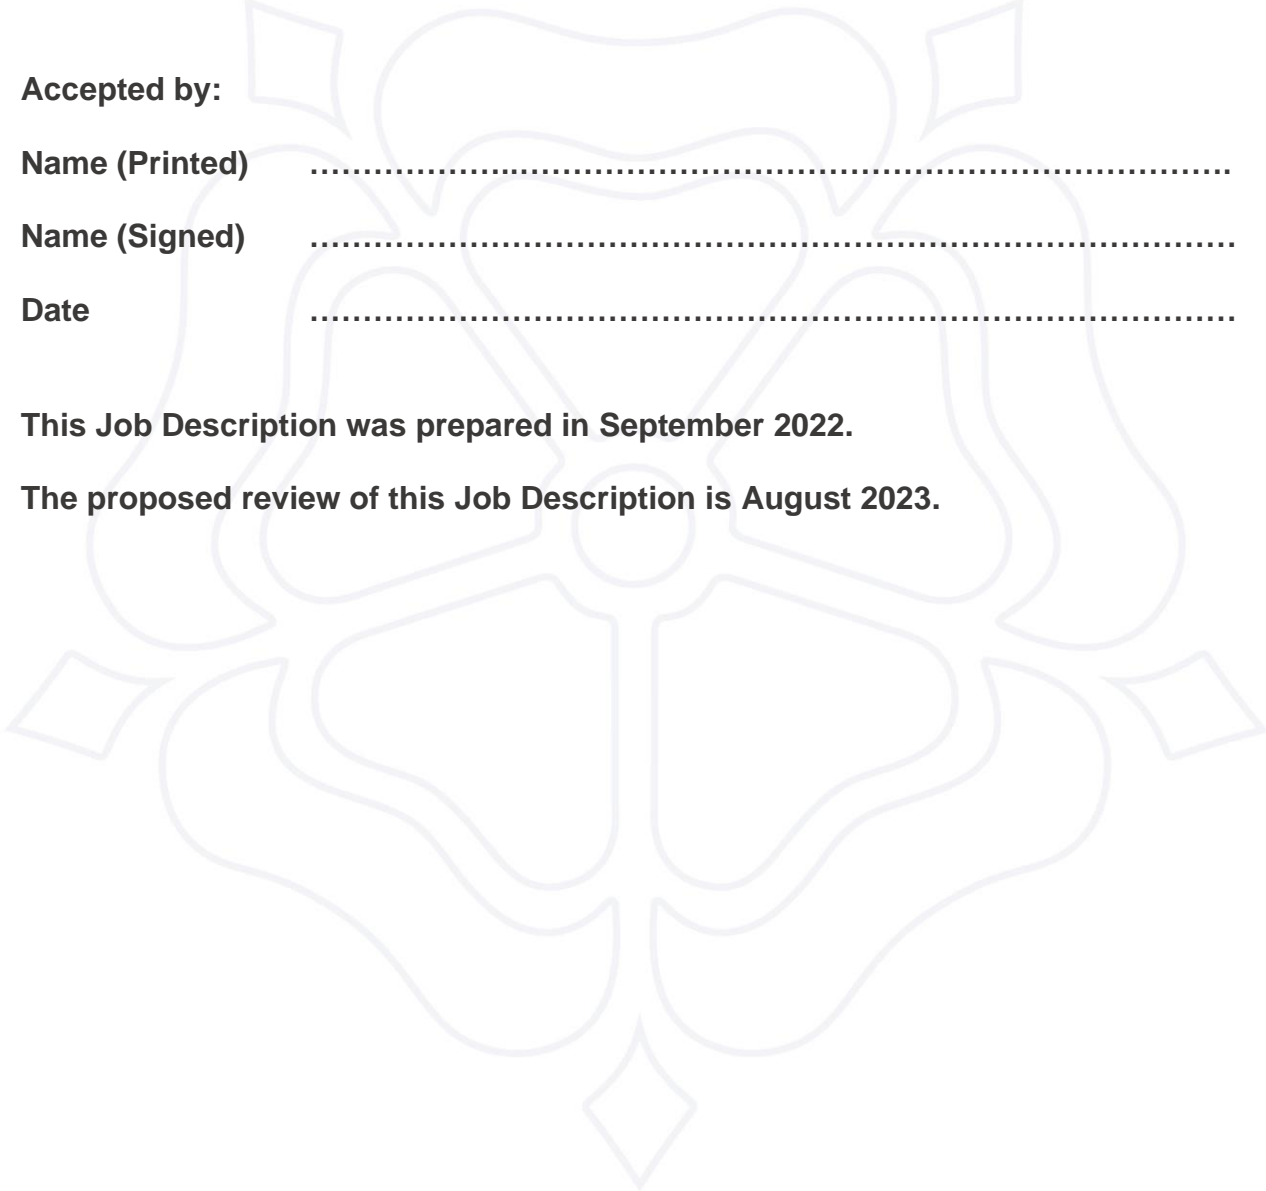 Accepted by:
Name (Printed) ………………...………………………………………………………….
Name (Signed) ……………………………………………………………………………
Date ……………………………………………………………………………
This Job Description was prepared in September 2022.
The proposed review of this Job Description is August 2023.